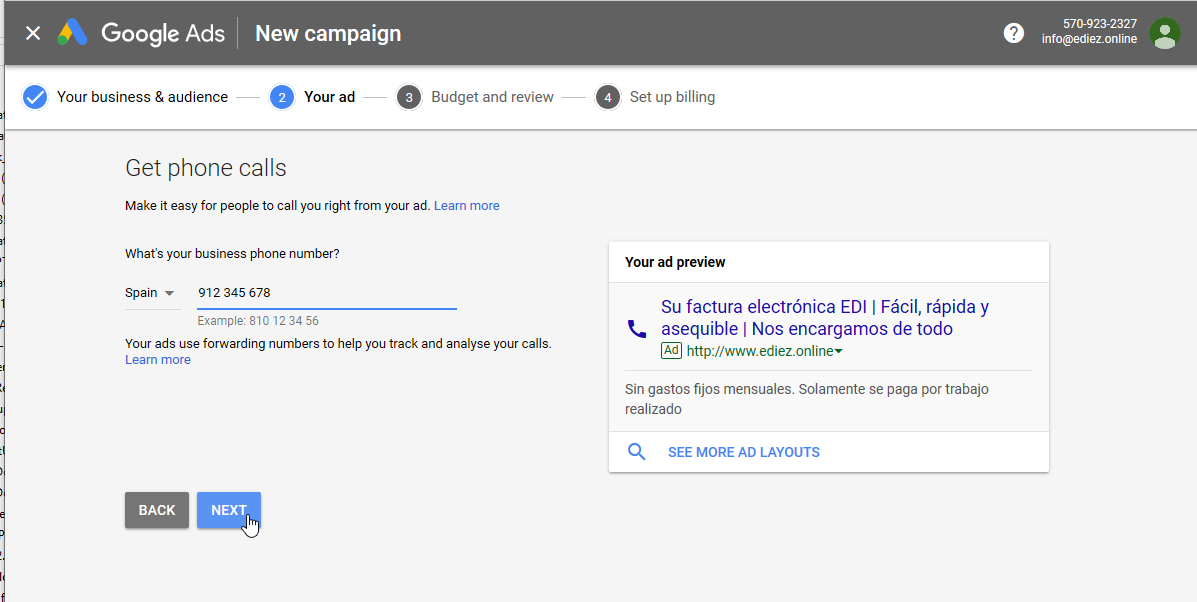 Google Ads New campaign
570-923-2327
info@ediez.online
Your business & audience
2 Your ad
3 Budget and review
4 Set up billing
Get phone calls
Make it easy for people to call you right from your ad. Learn more
What's your business phone number?
Spain 912 345 678
Example: 810 12 34 56
Your ads use forwarding numbers to help you track and analyse your calls.
Learn more
BACK NEXT
Your ad preview
Su factura electrónica EDI | Fácil, rápida y
asequible | Nos encargamos de todo
Ad http://www.ediez.online
Sin gastos fijos mensuales. Solamente se paga por trabajo
realizado
SEE MORE AD LAYOUTS